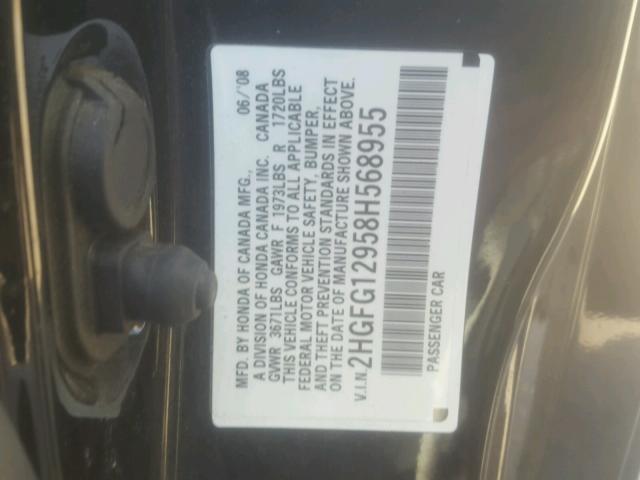 MFD. BY HONDA OF CANADA MFG., 06/'08
A DIVISION OF HONDA CANADA INC. CANADA
GVWR 3671LBS GAWR F 1973LBS R 1720LBS
THIS VEHICLE CONFORMS TO ALL APPLICABLE
FEDERAL MOTOR VEHICLE SAFETY, BUMPER,
AND THEFT PREVENTION STANDARDS IN EFFECT
ON THE DATE OF MANUFACTURE SHOWN ABOVE.
V.I.N. 2HGFG12958H568955
PASSENGER CAR